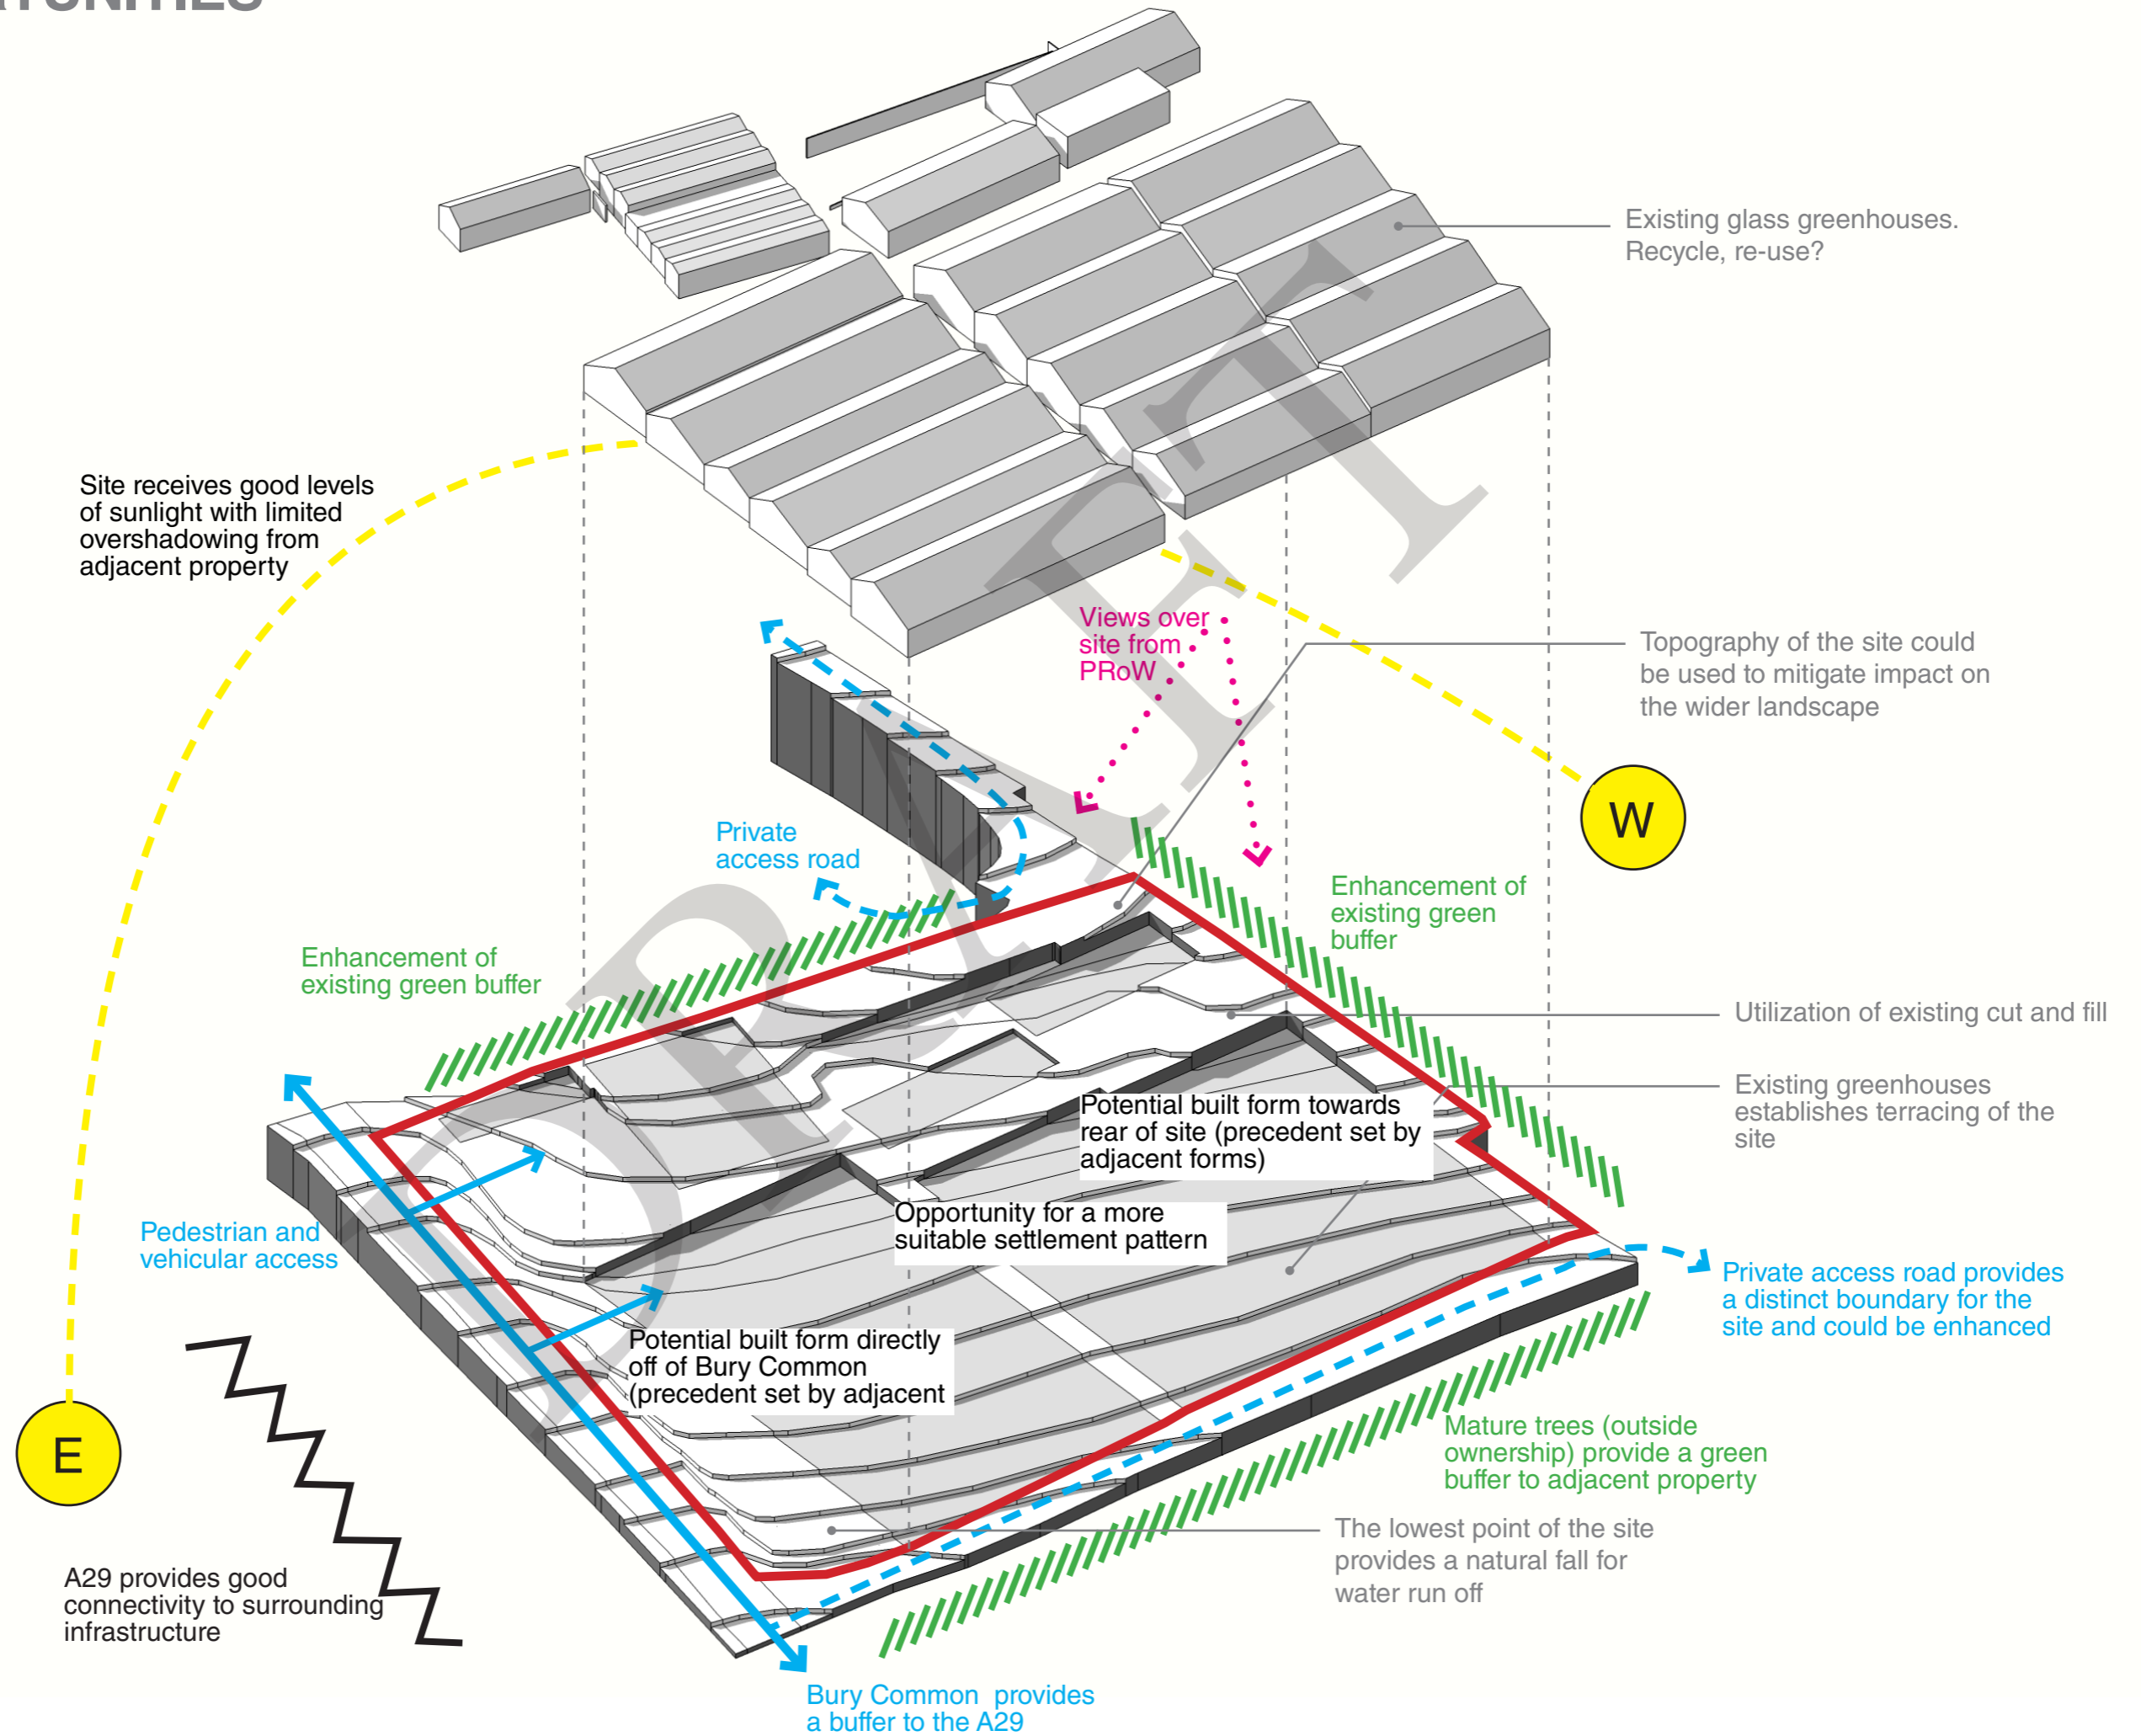 Existing glass greenhouses.
Recycle, re-use?
Site receives good levels
of sunlight with limited
overshadowing from
adjacent property
Views over
site from
PRoW
Topography of the site could
be used to mitigate impact on
the wider landscape
W
Private
access road
Enhancement of
existing green
buffer
Enhancement of
existing green buffer
Utilization of existing cut and fill
Existing greenhouses
establishes terracing of the
site
Potential built form towards
rear of site (precedent set by
adjacent forms)
Opportunity for a more
suitable settlement pattern
Pedestrian and
vehicular access
Private access road provides
a distinct boundary for the
site and could be enhanced
Potential built form directly
off of Bury Common
(precedent set by adjacent
E
Mature trees (outside
ownership) provide a green
buffer to adjacent property
The lowest point of the site
provides a natural fall for
water run off
A29 provides good
connectivity to surrounding
infrastructure
Bury Common provides
a buffer to the A29
DRAFT